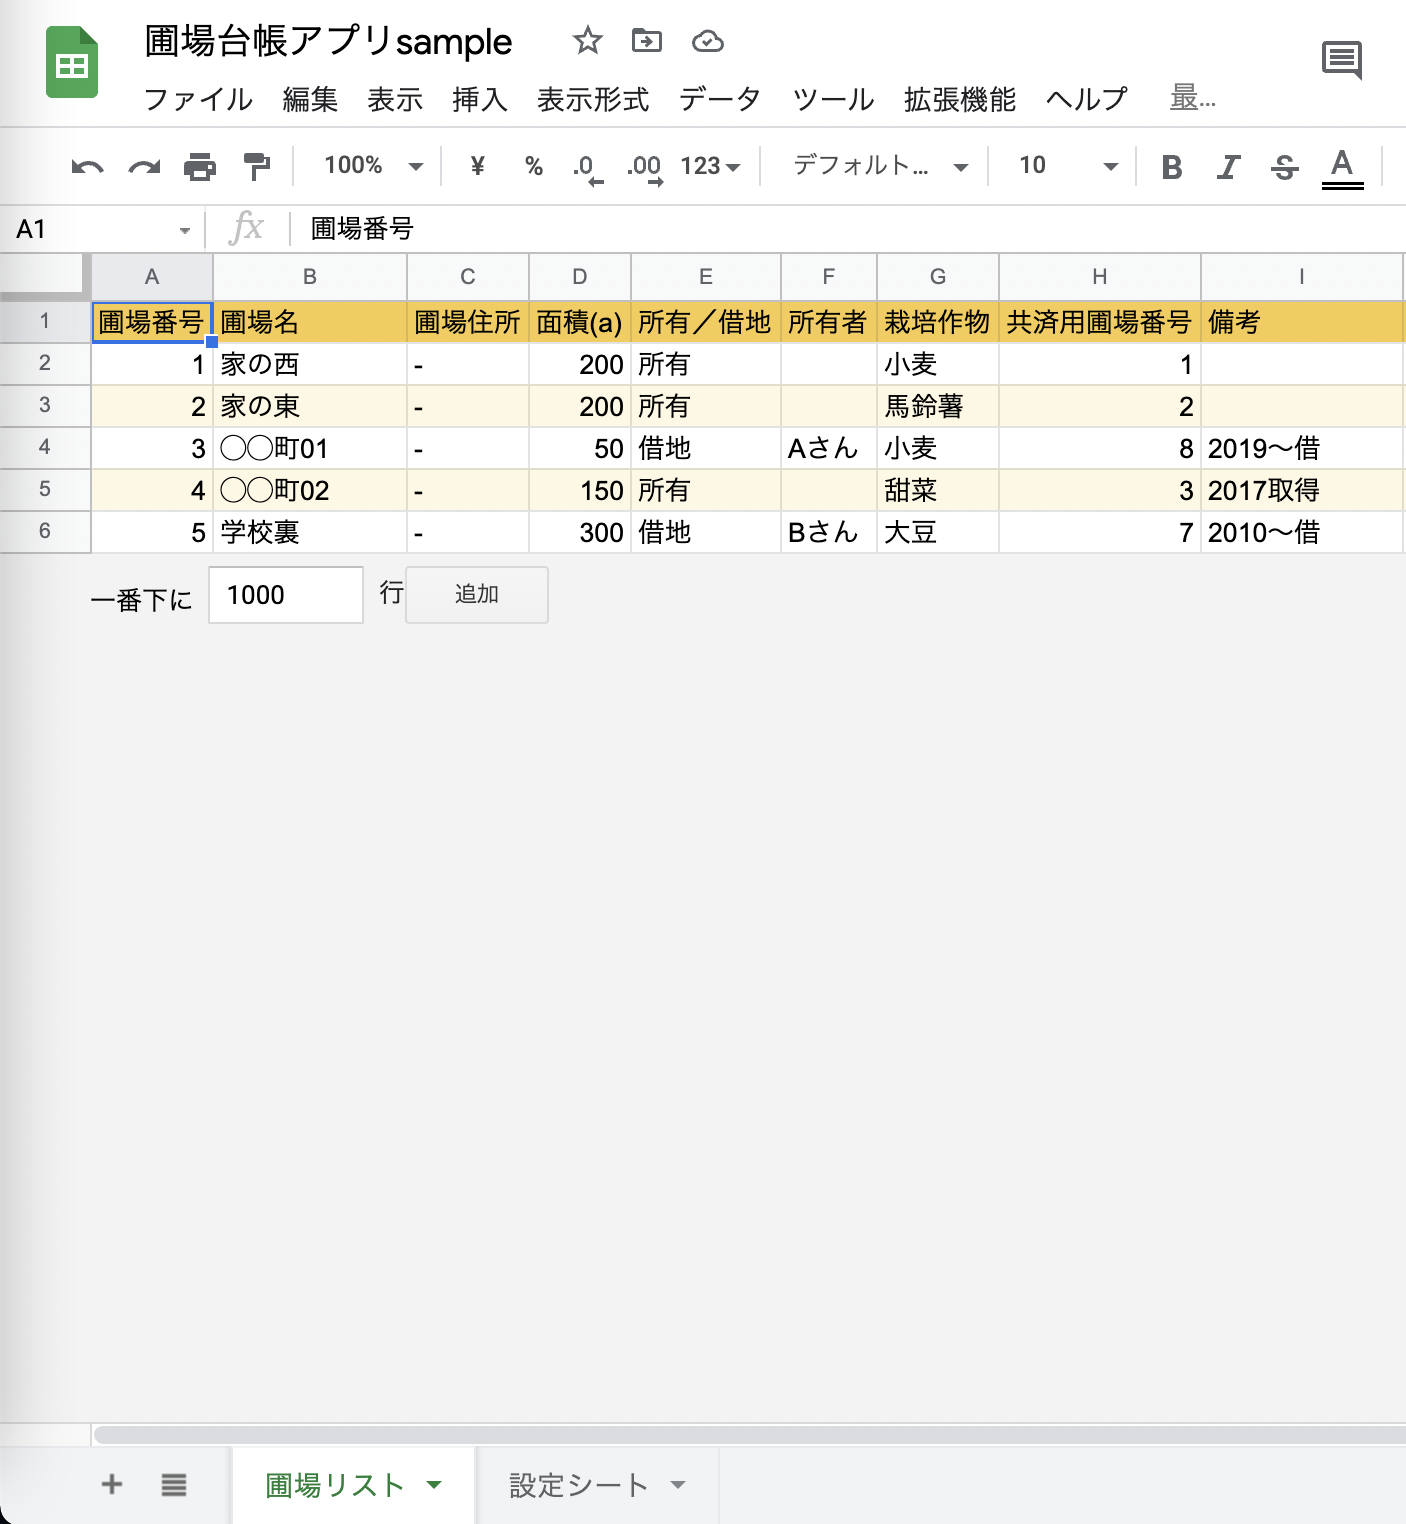 圃場台帳アプリsample
ファイル 編集 表示 挿入 表示形式 データ ツール 拡張機能 ヘルプ 最...
100% ¥ % .0 .00 123 デフォルト... 10 B I S A
A1 fx 圃場番号
A B C D E F G H I
1 圃場番号 圃場名 圃場住所 面積(a) 所有／借地 所有者 栽培作物 共済用圃場番号 備考
2 1 家の西 - 200 所有 小麦 1
3 2 家の東 - 200 所有 馬鈴薯 2
4 3 〇〇町01 - 50 借地 Aさん 小麦 8 2019〜借
5 4 〇〇町02 - 150 所有 甜菜 3 2017取得
6 5 学校裏 - 300 借地 Bさん 大豆 7 2010〜借
一番下に 1000 行 追加
圃場リスト 設定シート